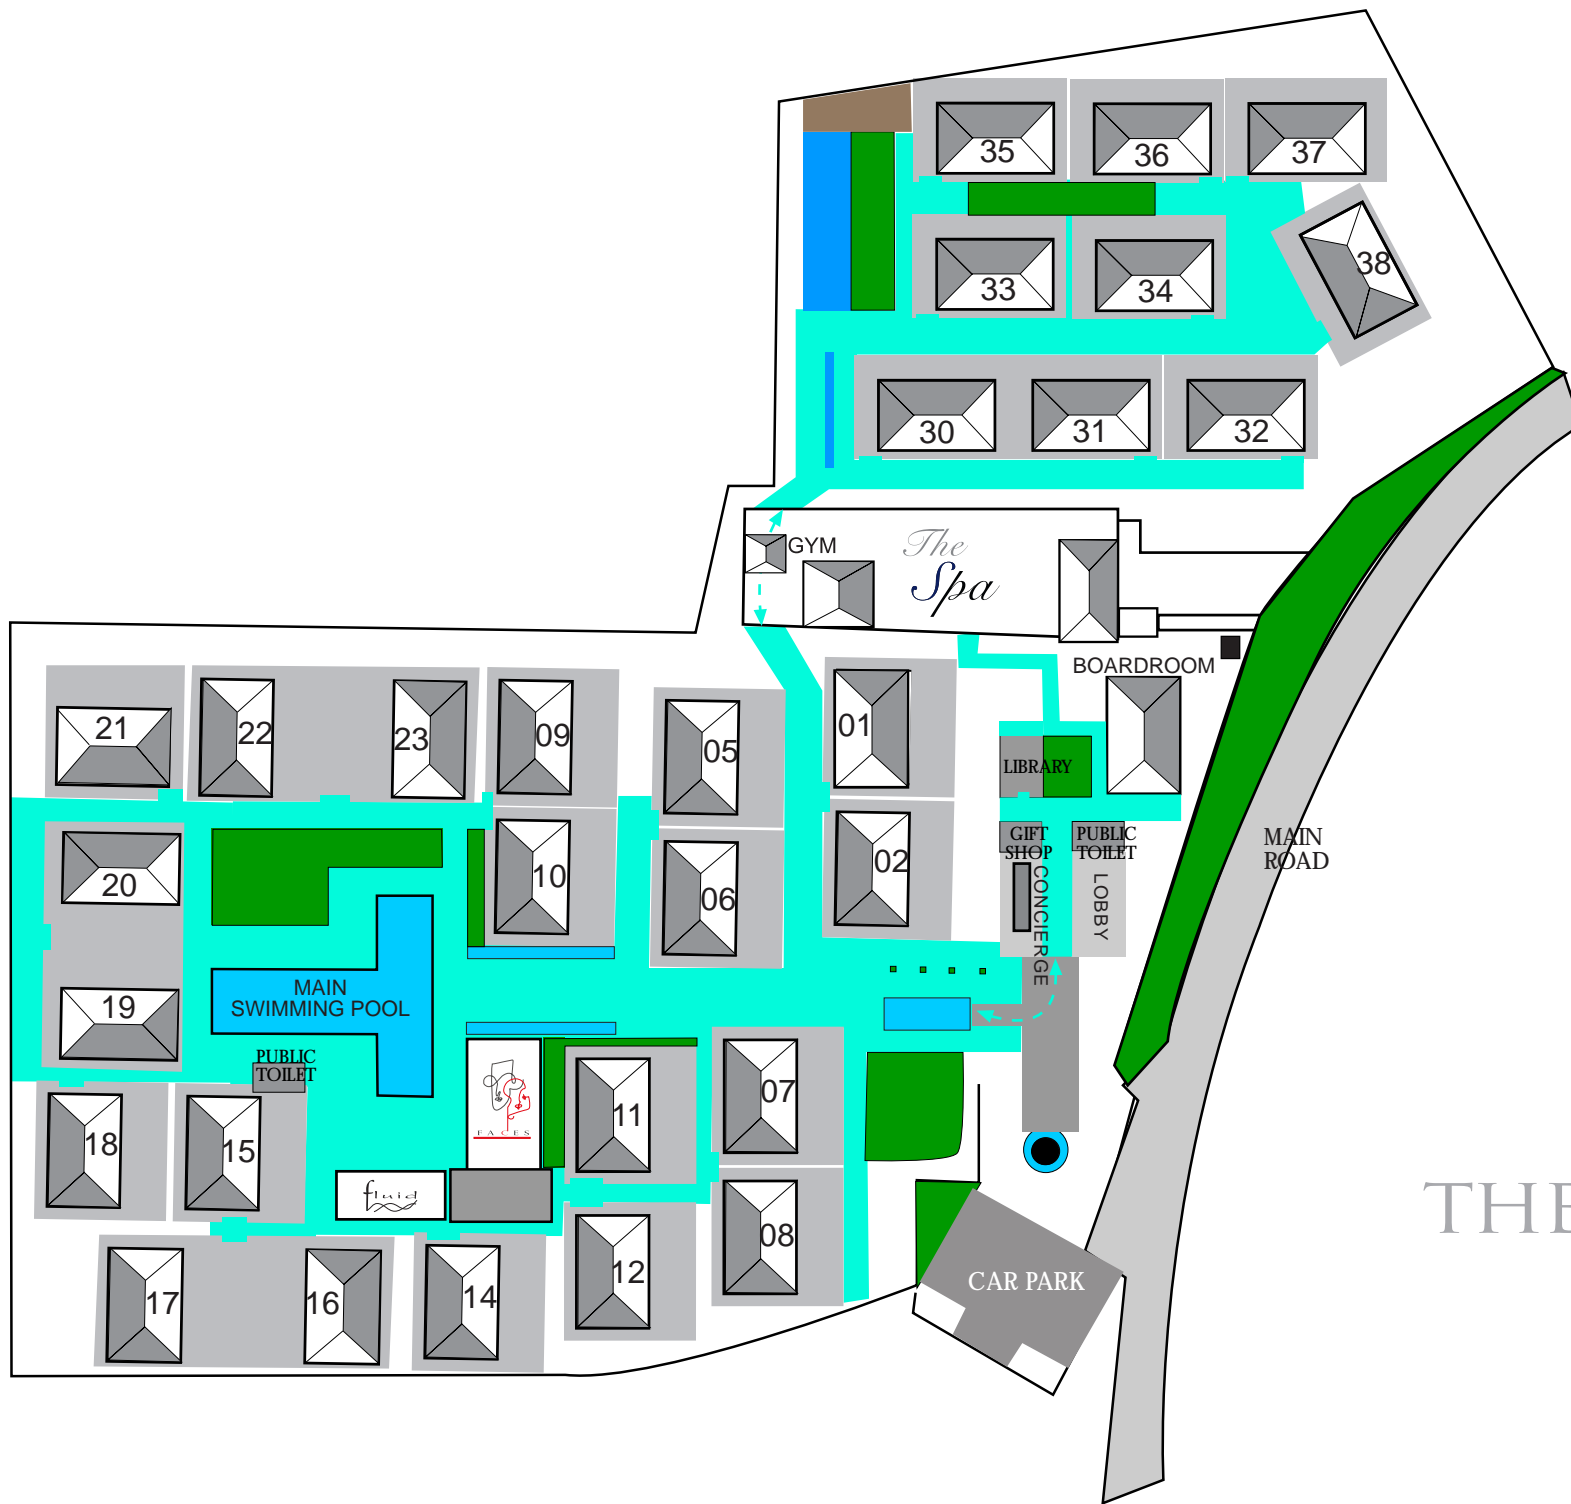 35
36
37
38
33
34
30
31
32
GYM
The
Spa
BOARDROOM
21
22
23
09
05
01
LIBRARY
20
10
06
02
GIFT
SHOP
PUBLIC
TOILET
CONCIERGE
LOBBY
MAIN
ROAD
19
MAIN
SWIMMING POOL
PUBLIC
TOILET
18
15
FACES
11
07
fluid
12
08
17
16
14
CAR PARK
THE